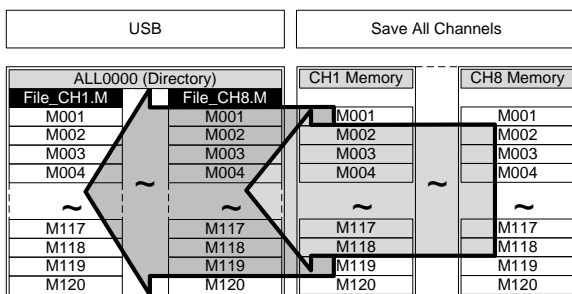 USB Save All Channels
ALL0000 (Directory) CH1 Memory CH8 Memory
File_CH1.M File_CH8.M
M001 M001 M001 M001
M002 M002 M002 M002
M003 M003 M003 M003
M004 M004 M004 M004
~ ~ ~ ~ ~ ~
M117 M117 M117 M117
M118 M118 M118 M118
M119 M119 M119 M119
M120 M120 M120 M120